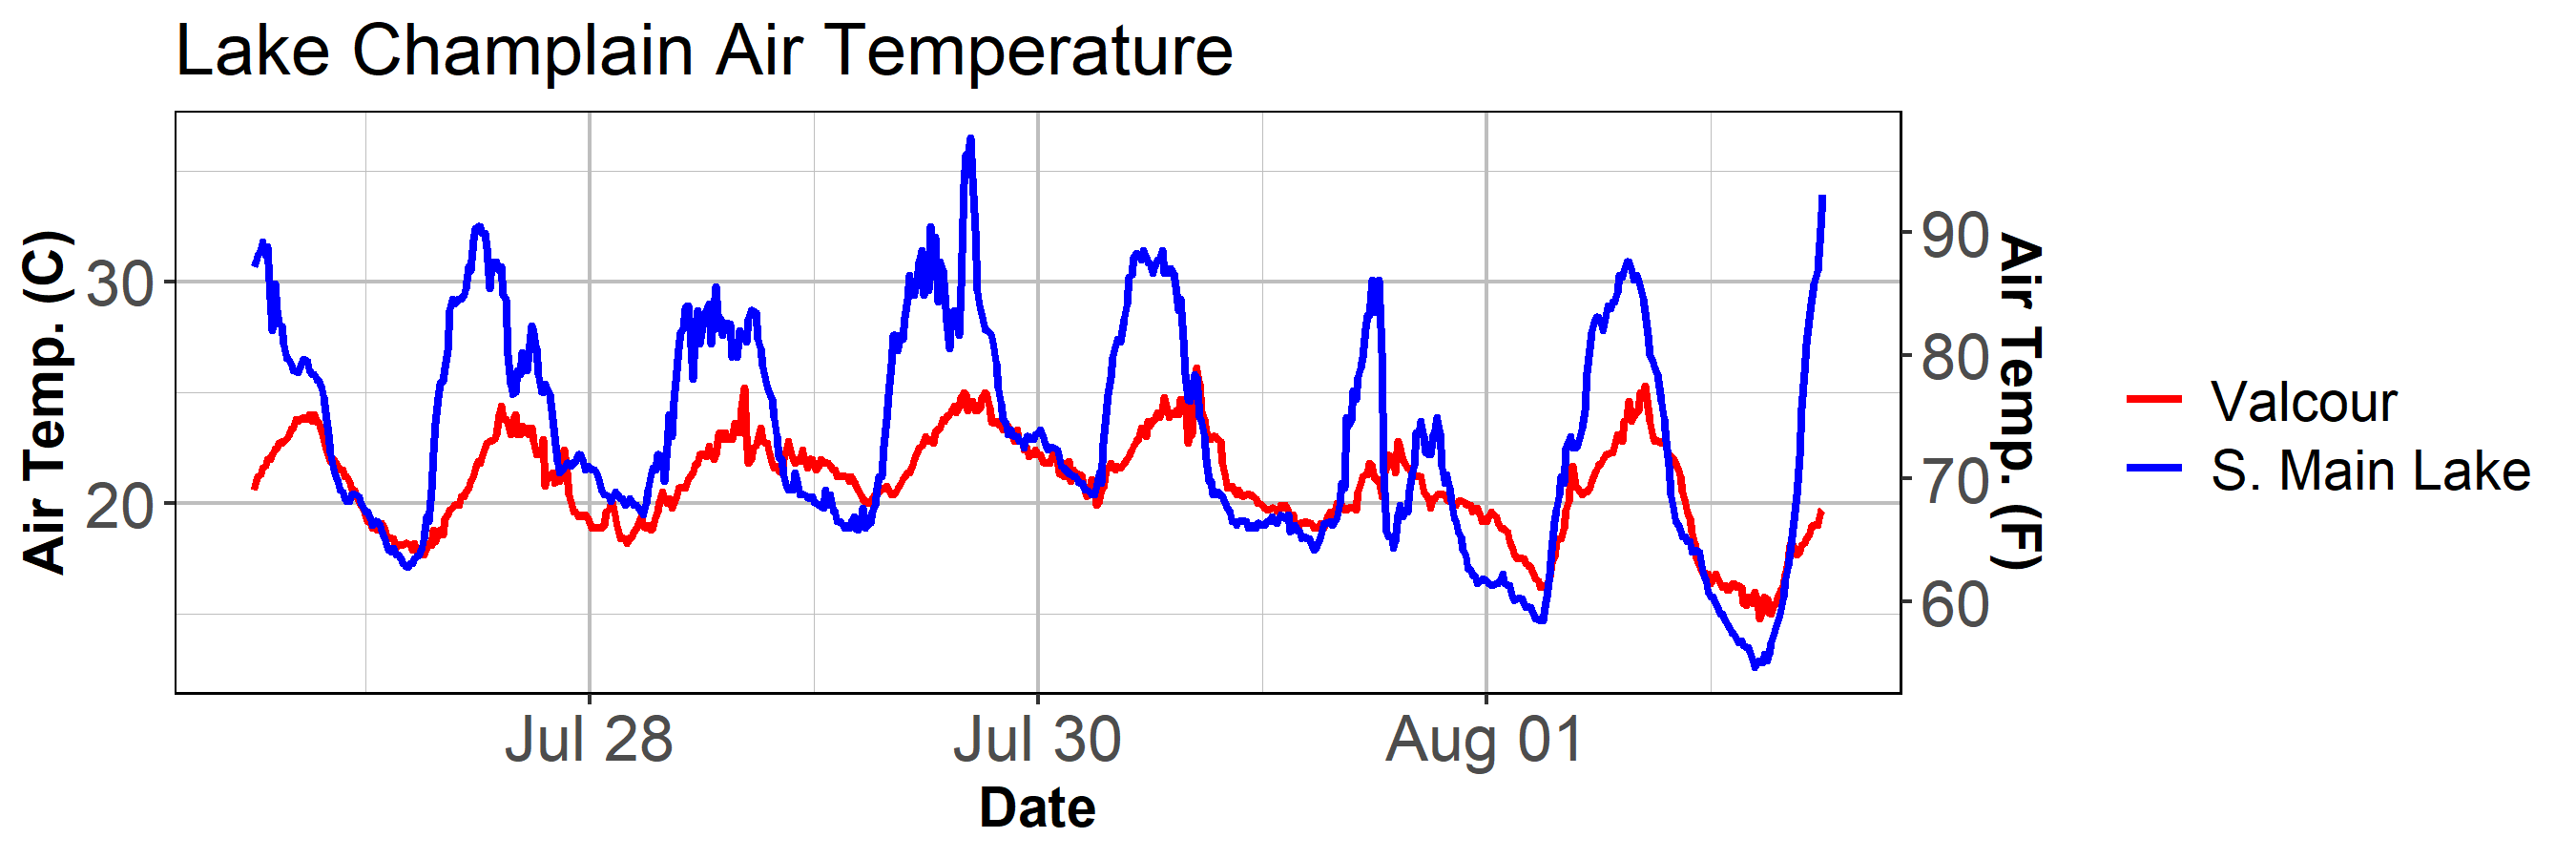 Lake Champlain Air Temperature
Air Temp. (C)
30
20
90
80
70
60
Air Temp. (F)
Valcour
S. Main Lake
Jul 28
Jul 30
Aug 01
Date